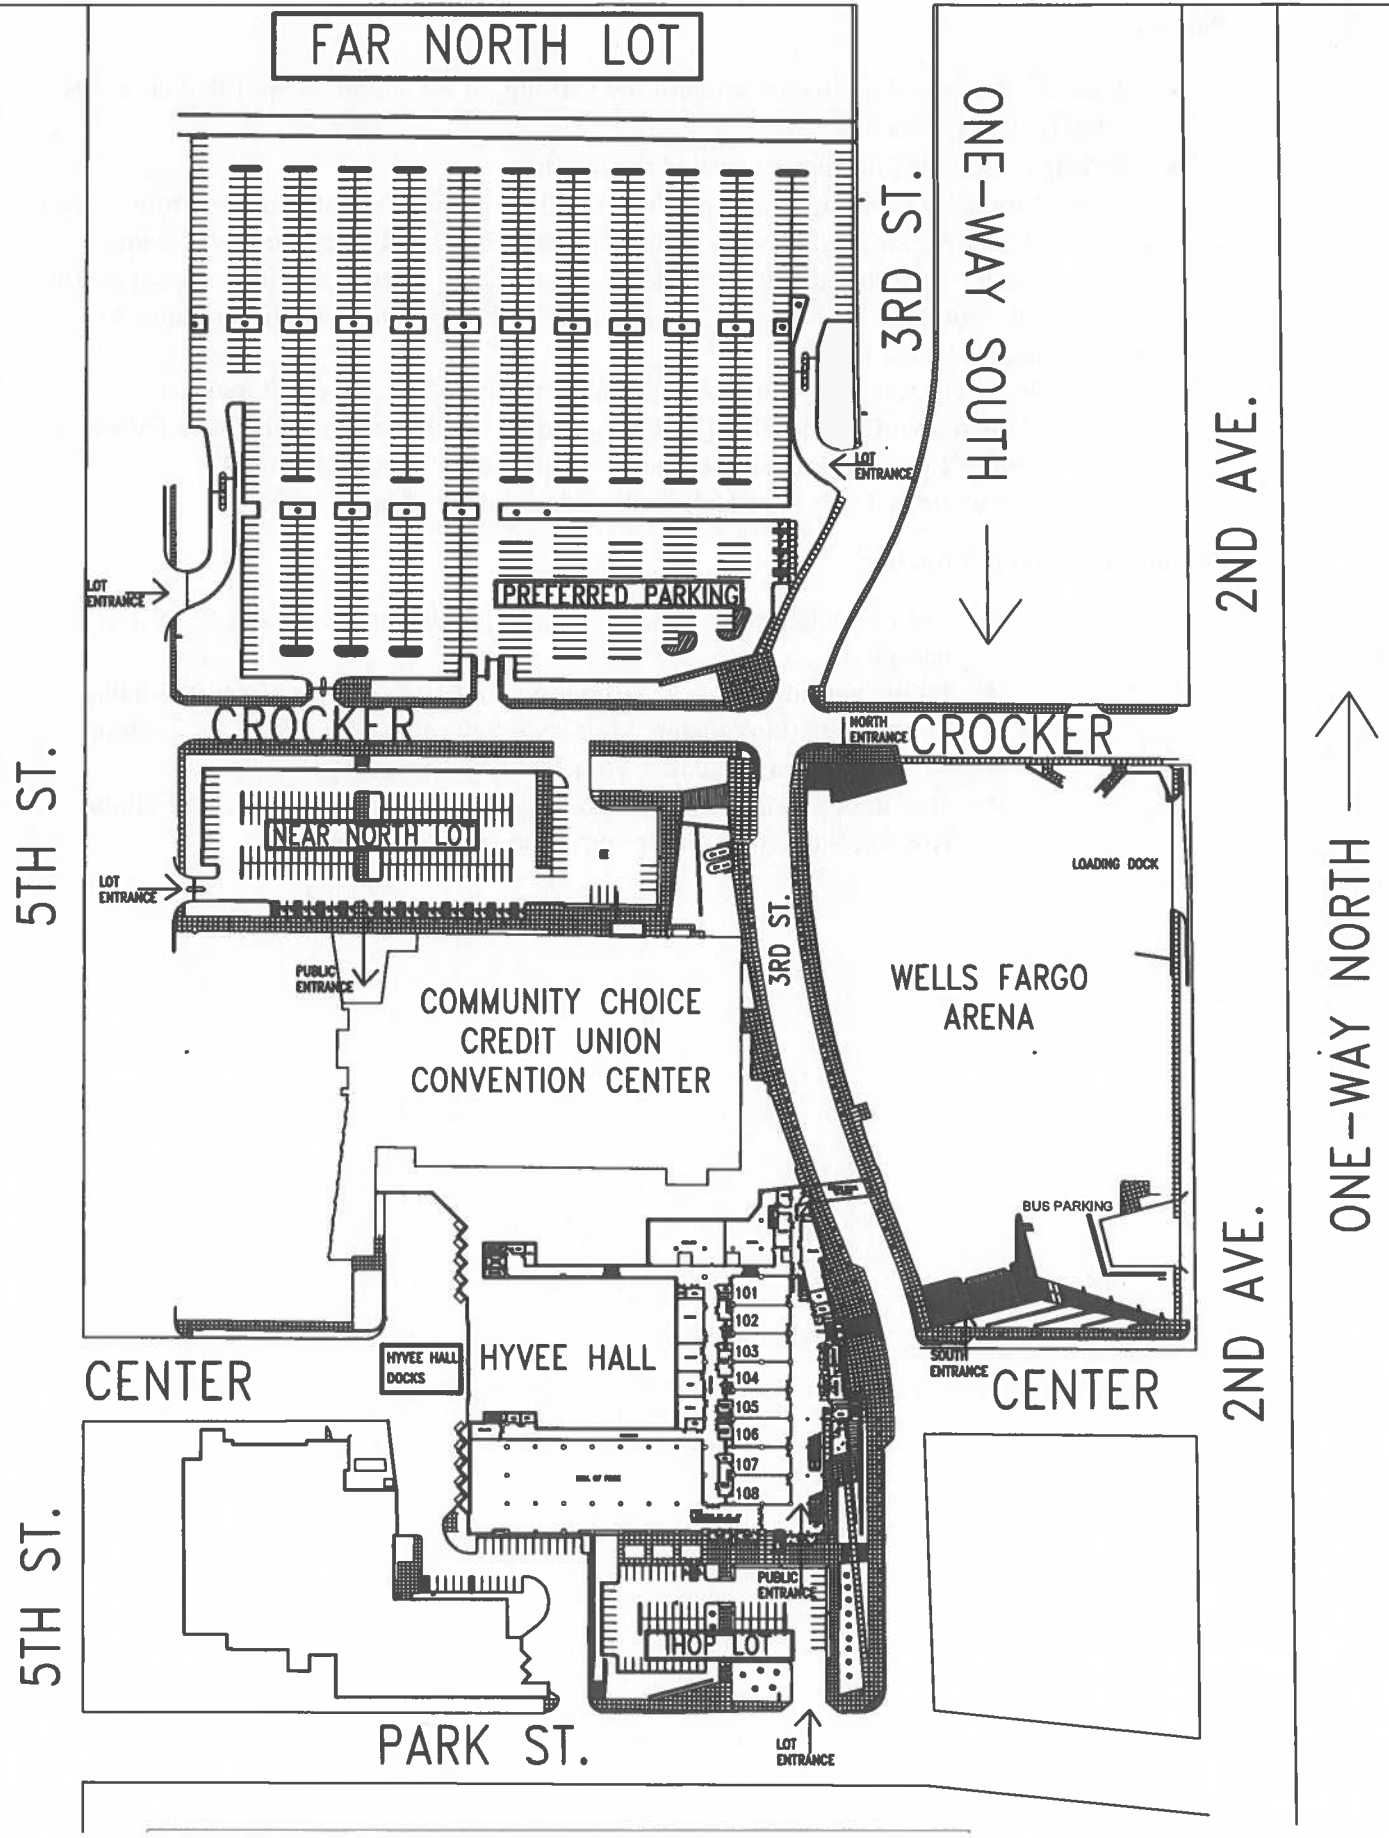 FAR NORTH LOT
3RD ST.
ONE-WAY SOUTH
2ND AVE.
LOT
ENTRANCE
LOT
ENTRANCE
PREFERRED PARKING
CROCKER
NORTH
ENTRANCE
CROCKER
5TH ST.
NEAR NORTH LOT
LOT
ENTRANCE
LOADING DOCK
3RD ST.
PUBLIC
ENTRANCE
COMMUNITY CHOICE
CREDIT UNION
CONVENTION CENTER
WELLS FARGO
ARENA
ONE-WAY NORTH
BUS PARKING
2ND AVE.
101
102
103
104
105
106
107
108
HYVEE HALL
DOCKS
HYVEE HALL
CENTER
SOUTH
ENTRANCE
CENTER
5TH ST.
PUBLIC
ENTRANCE
IHOP LOT
PARK ST.
LOT
ENTRANCE